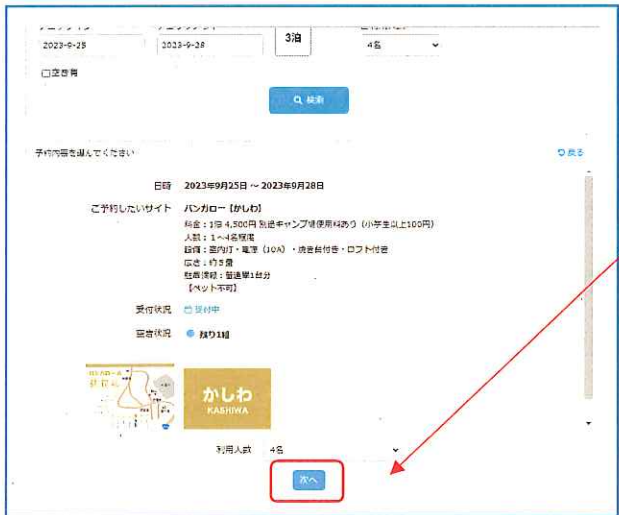 2023-9-25
2023-9-28
3泊
4名
空き有
検索
予約内容を選んでください
戻る
日時 2023年9月25日 ～ 2023年9月28日
ご予約したいサイト バンガロー【かしわ】
料金：1泊 4,500円 別途キャンプ場使用料あり（小学生以上100円）
人数：1～4名程度
設備：室内灯・電源（10A）・焼き台付き・ロフト付き
広さ：約5畳
駐車情報：普通車1台分
【ペット不可】
受付状況 受付中
空き状況 残り1組
かしわ
KASHIWA
利用人数 4名
次へ